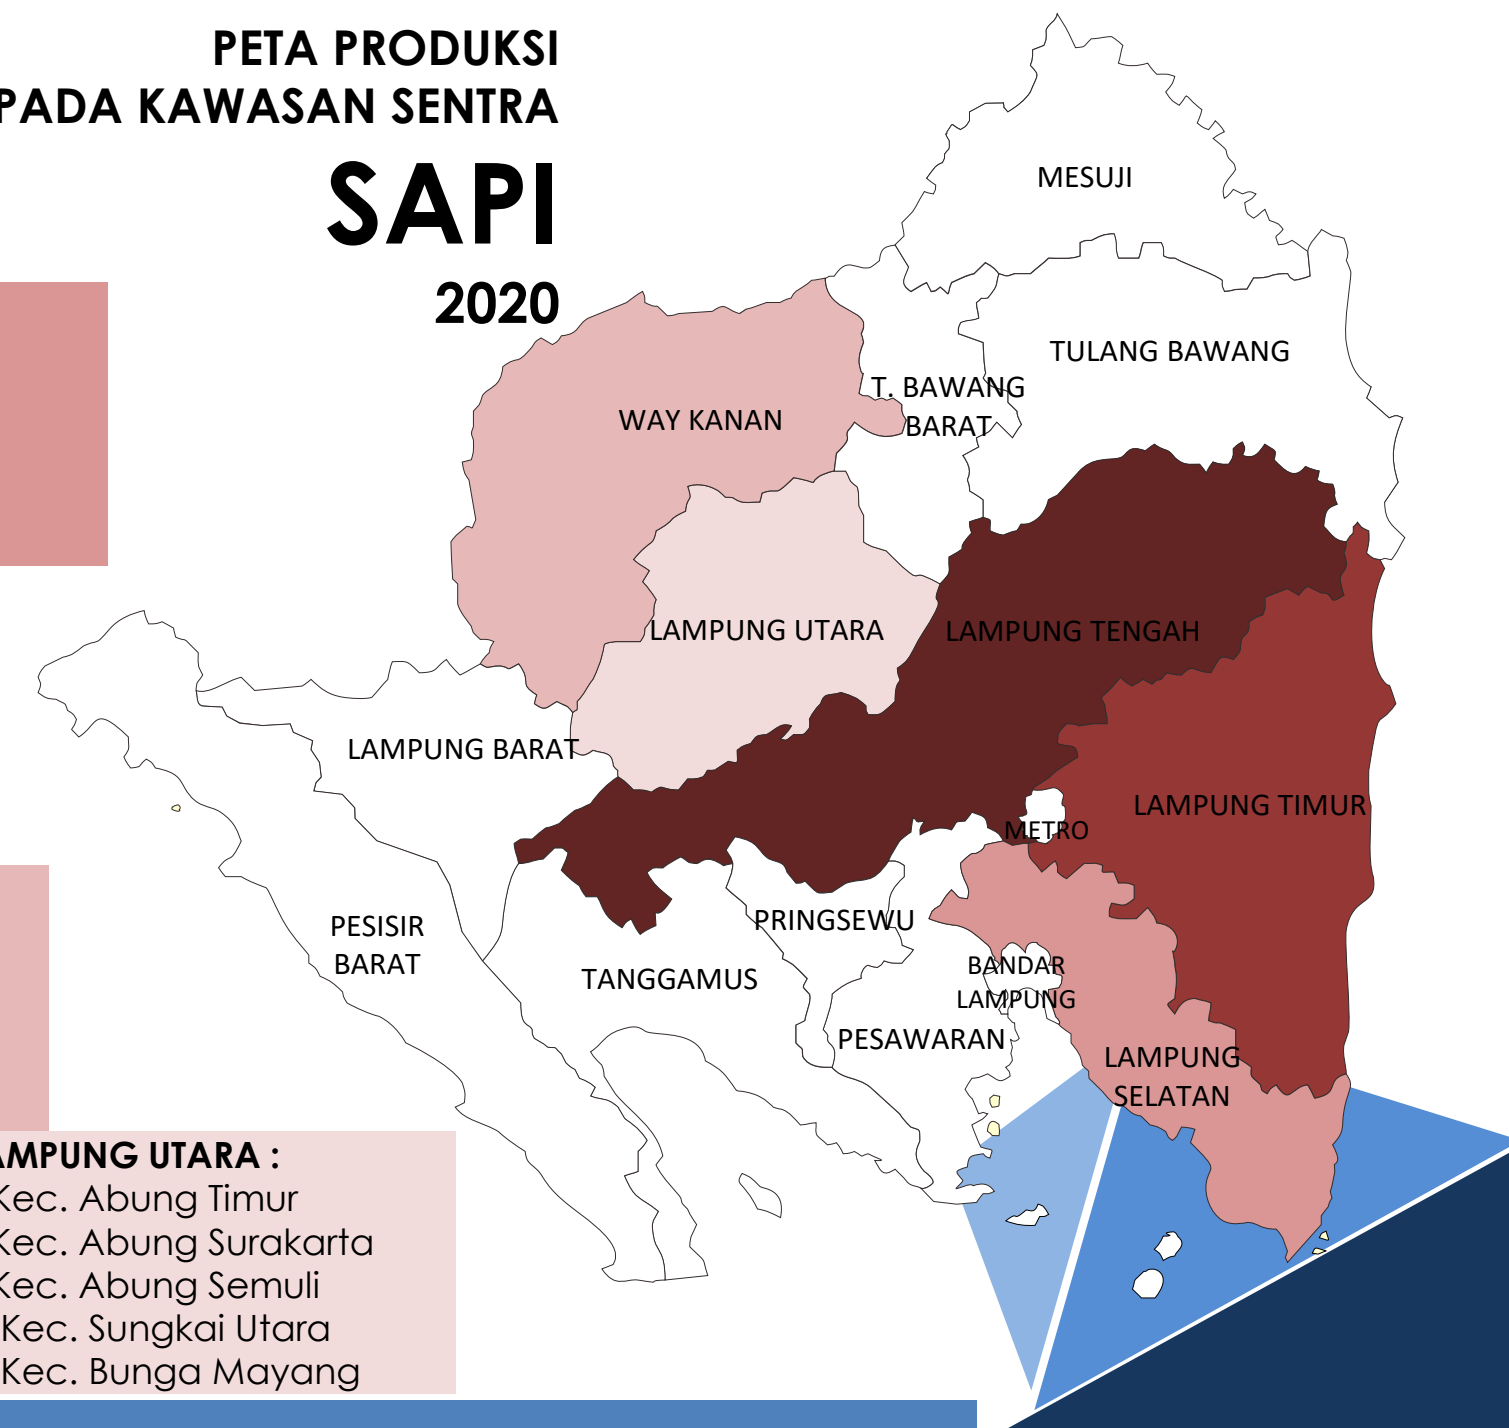 PETA PRODUKSI
PADA KAWASAN SENTRA
SAPI
2020
MESUJI
TULANG BAWANG
T. BAWANG
BARAT
WAY KANAN
LAMPUNG UTARA
LAMPUNG TENGAH
LAMPUNG BARAT
LAMPUNG TIMUR
METRO
PESISIR
BARAT
PRINGSEWU
TANGGAMUS
BANDAR
LAMPUNG
PESAWARAN
LAMPUNG
SELATAN
AMPUNG UTARA :
Kec. Abung Timur
Kec. Abung Surakarta
Kec. Abung Semuli
Kec. Sungkai Utara
Kec. Bunga Mayang